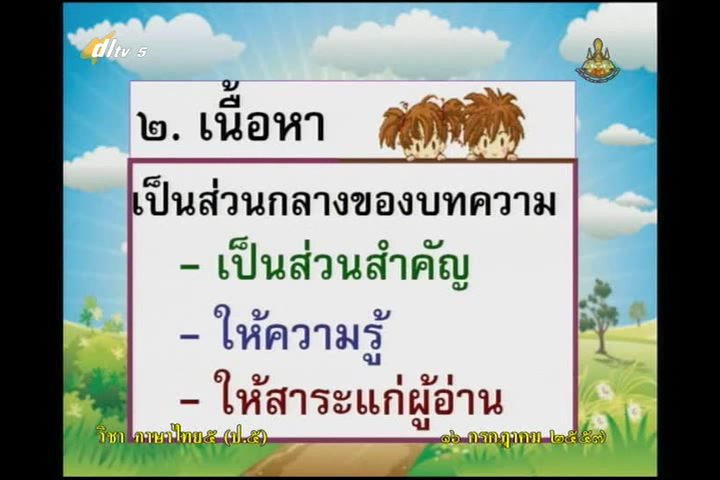 dltv 5
๒. เนื้อหา
เป็นส่วนกลางของบทความ
- เป็นส่วนสำคัญ
- ให้ความรู้
- ให้สาระแก่ผู้อ่าน
วิชา ภาษาไทย๕ (ป.๕)
๑๖ กรกฎาคม ๒๕๕๗